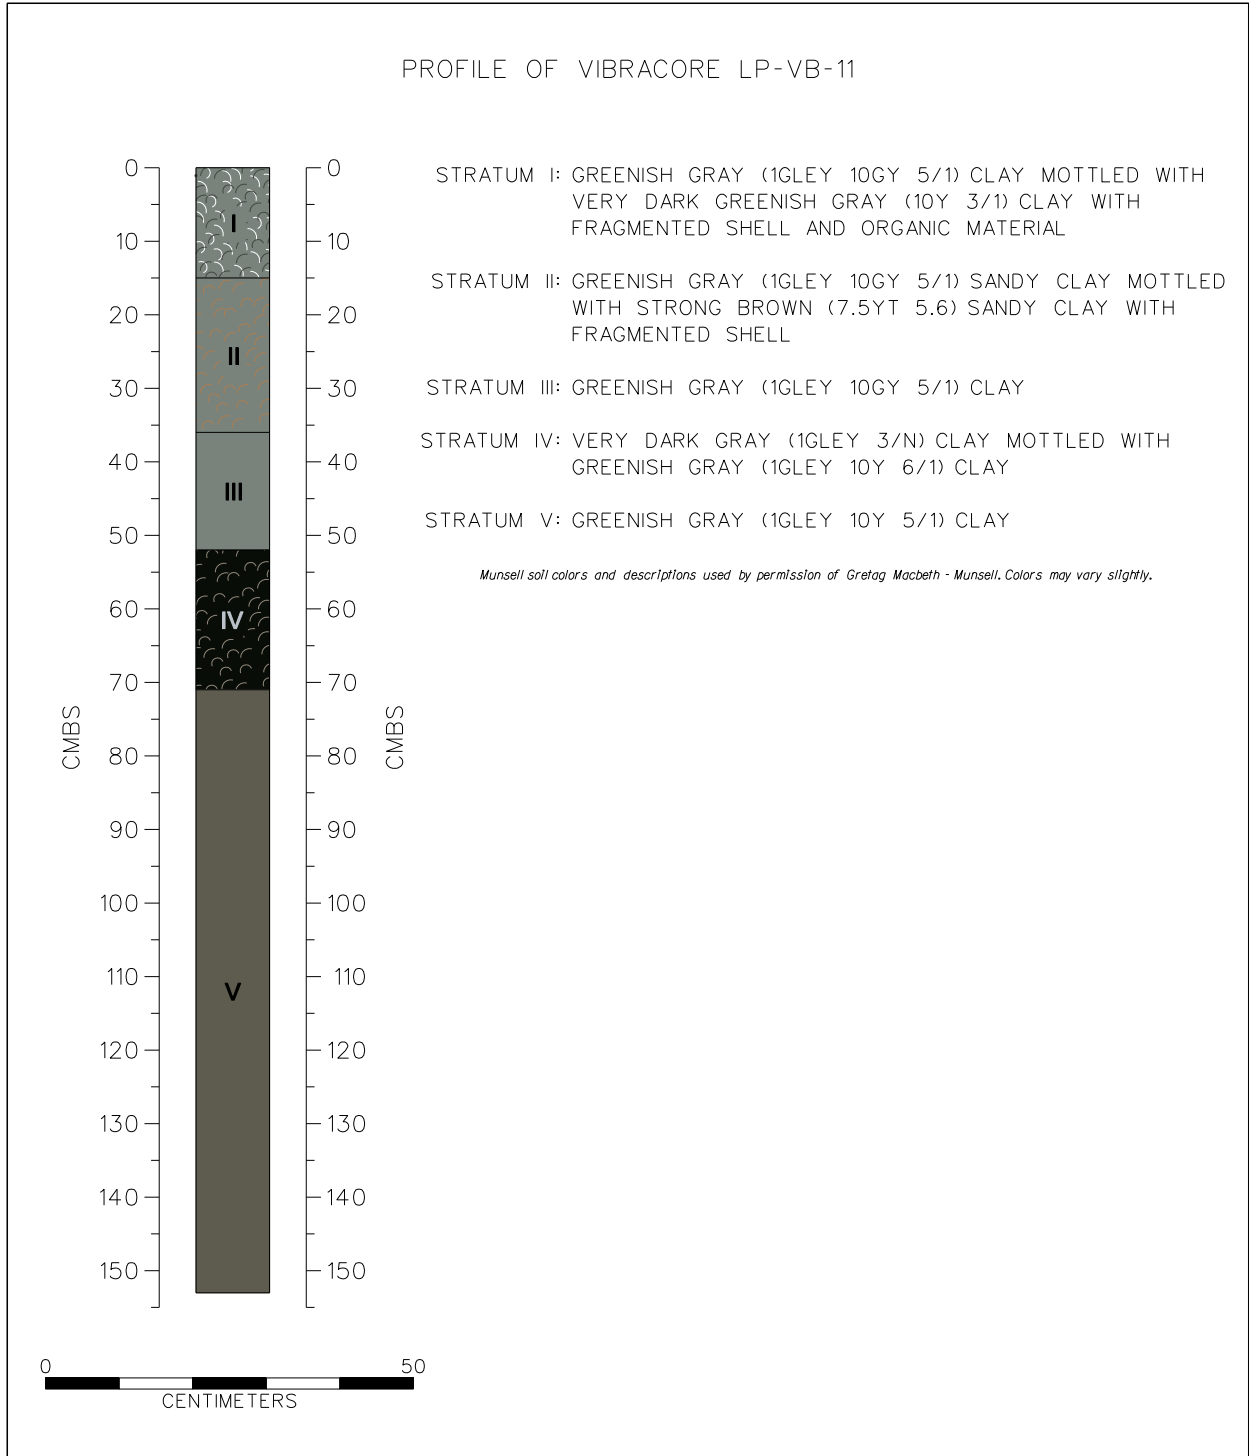 PROFILE OF VIBRACORE LP-VB-11
0
10
20
30
40
50
60
70
80
90
100
110
120
130
140
150
CMBS
I
II
III
IV
V
0
10
20
30
40
50
60
70
80
90
100
110
120
130
140
150
CMBS
STRATUM I: GREENISH GRAY (1GLEY 10GY 5/1) CLAY MOTTLED WITH
VERY DARK GREENISH GRAY (10Y 3/1) CLAY WITH
FRAGMENTED SHELL AND ORGANIC MATERIAL
STRATUM II: GREENISH GRAY (1GLEY 10GY 5/1) SANDY CLAY MOTTLED
WITH STRONG BROWN (7.5YT 5.6) SANDY CLAY WITH
FRAGMENTED SHELL
STRATUM III: GREENISH GRAY (1GLEY 10GY 5/1) CLAY
STRATUM IV: VERY DARK GRAY (1GLEY 3/N) CLAY MOTTLED WITH
GREENISH GRAY (1GLEY 10Y 6/1) CLAY
STRATUM V: GREENISH GRAY (1GLEY 10Y 5/1) CLAY
Munsell soil colors and descriptions used by permission of Gretag Macbeth - Munsell. Colors may vary slightly.
0 50
CENTIMETERS